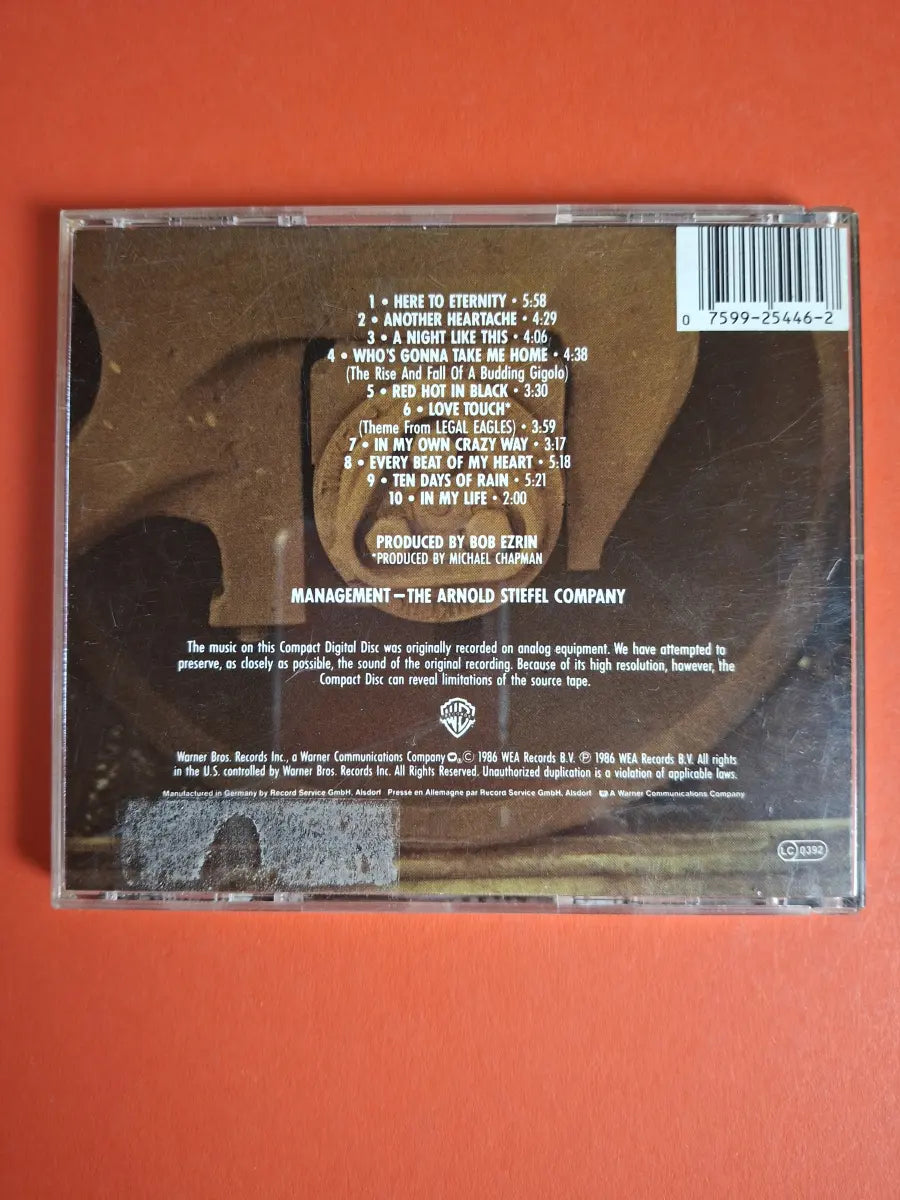 1 • HERE TO ETERNITY • 5:58
2 • ANOTHER HEARTACHE • 4:29
3 • A NIGHT LIKE THIS • 4:06
4 • WHO'S GONNA TAKE ME HOME • 4:38
(The Rise And Fall Of A Budding Gigolo)
5 • RED HOT IN BLACK • 3:30
6 • LOVE TOUCH*
(Theme From LEGAL EAGLES) • 3:59
7 • IN MY OWN CRAZY WAY • 3:17
8 • EVERY BEAT OF MY HEART • 5:18
9 • TEN DAYS OF RAIN • 5:21
10 • IN MY LIFE • 2:00
0 7599-25446-2
PRODUCED BY BOB EZRIN
*PRODUCED BY MICHAEL CHAPMAN
MANAGEMENT—THE ARNOLD STIEFEL COMPANY
The music on this Compact Digital Disc was originally recorded on analog equipment. We have attempted to
preserve, as closely as possible, the sound of the original recording. Because of its high resolution, however, the
Compact Disc can reveal limitations of the source tape.
Warner Bros. Records Inc., a Warner Communications Company ® © 1986 WEA Records B.V. ℗ 1986 WEA Records B.V. All rights
in the U.S. controlled by Warner Bros. Records Inc. All Rights Reserved. Unauthorized duplication is a violation of applicable laws.
Manufactured in Germany by Record Service GmbH, Alsdorf Pressé en Allemagne par Record Service GmbH, Alsdorf A Warner Communications Company
LC 0392